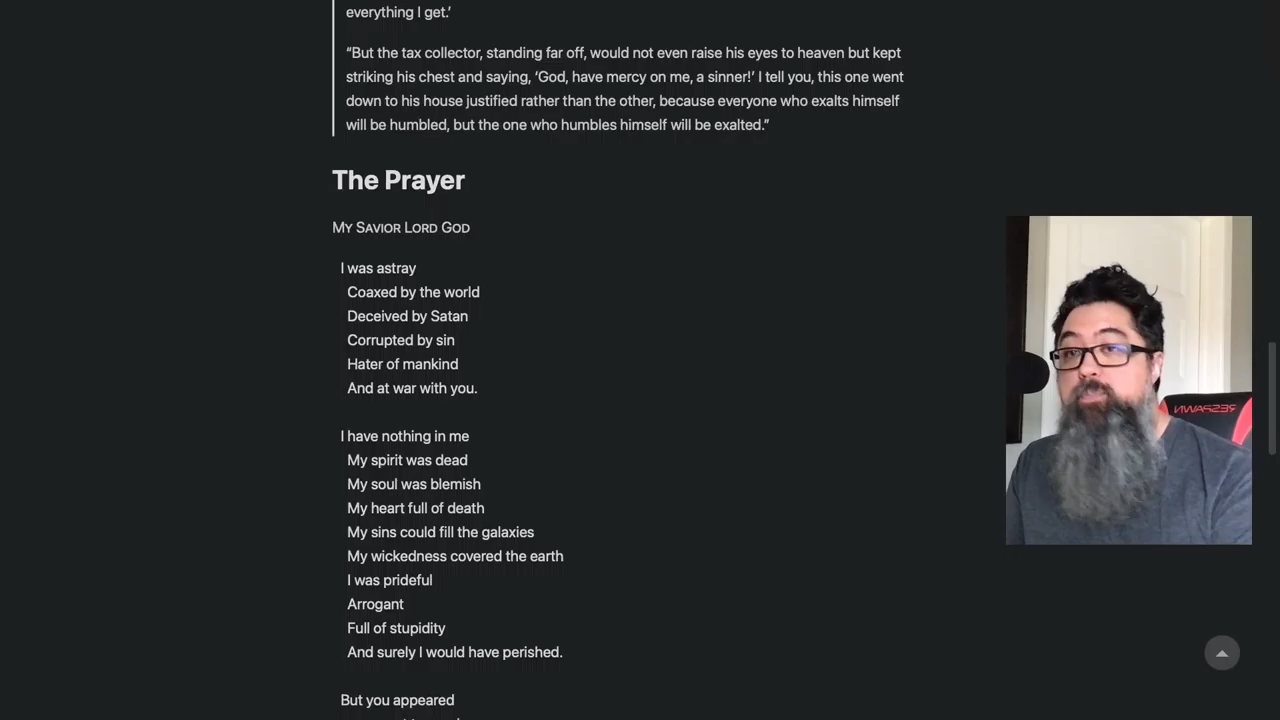 everything I get.’
“But the tax collector, standing far off, would not even raise his eyes to heaven but kept
striking his chest and saying, ‘God, have mercy on me, a sinner!’ I tell you, this one went
down to his house justified rather than the other, because everyone who exalts himself
will be humbled, but the one who humbles himself will be exalted.”
The Prayer
My Savior Lord God
I was astray
Coaxed by the world
Deceived by Satan
Corrupted by sin
Hater of mankind
And at war with you.
I have nothing in me
My spirit was dead
My soul was blemish
My heart full of death
My sins could fill the galaxies
My wickedness covered the earth
I was prideful
Arrogant
Full of stupidity
And surely I would have perished.
But you appeared
RESPAWN